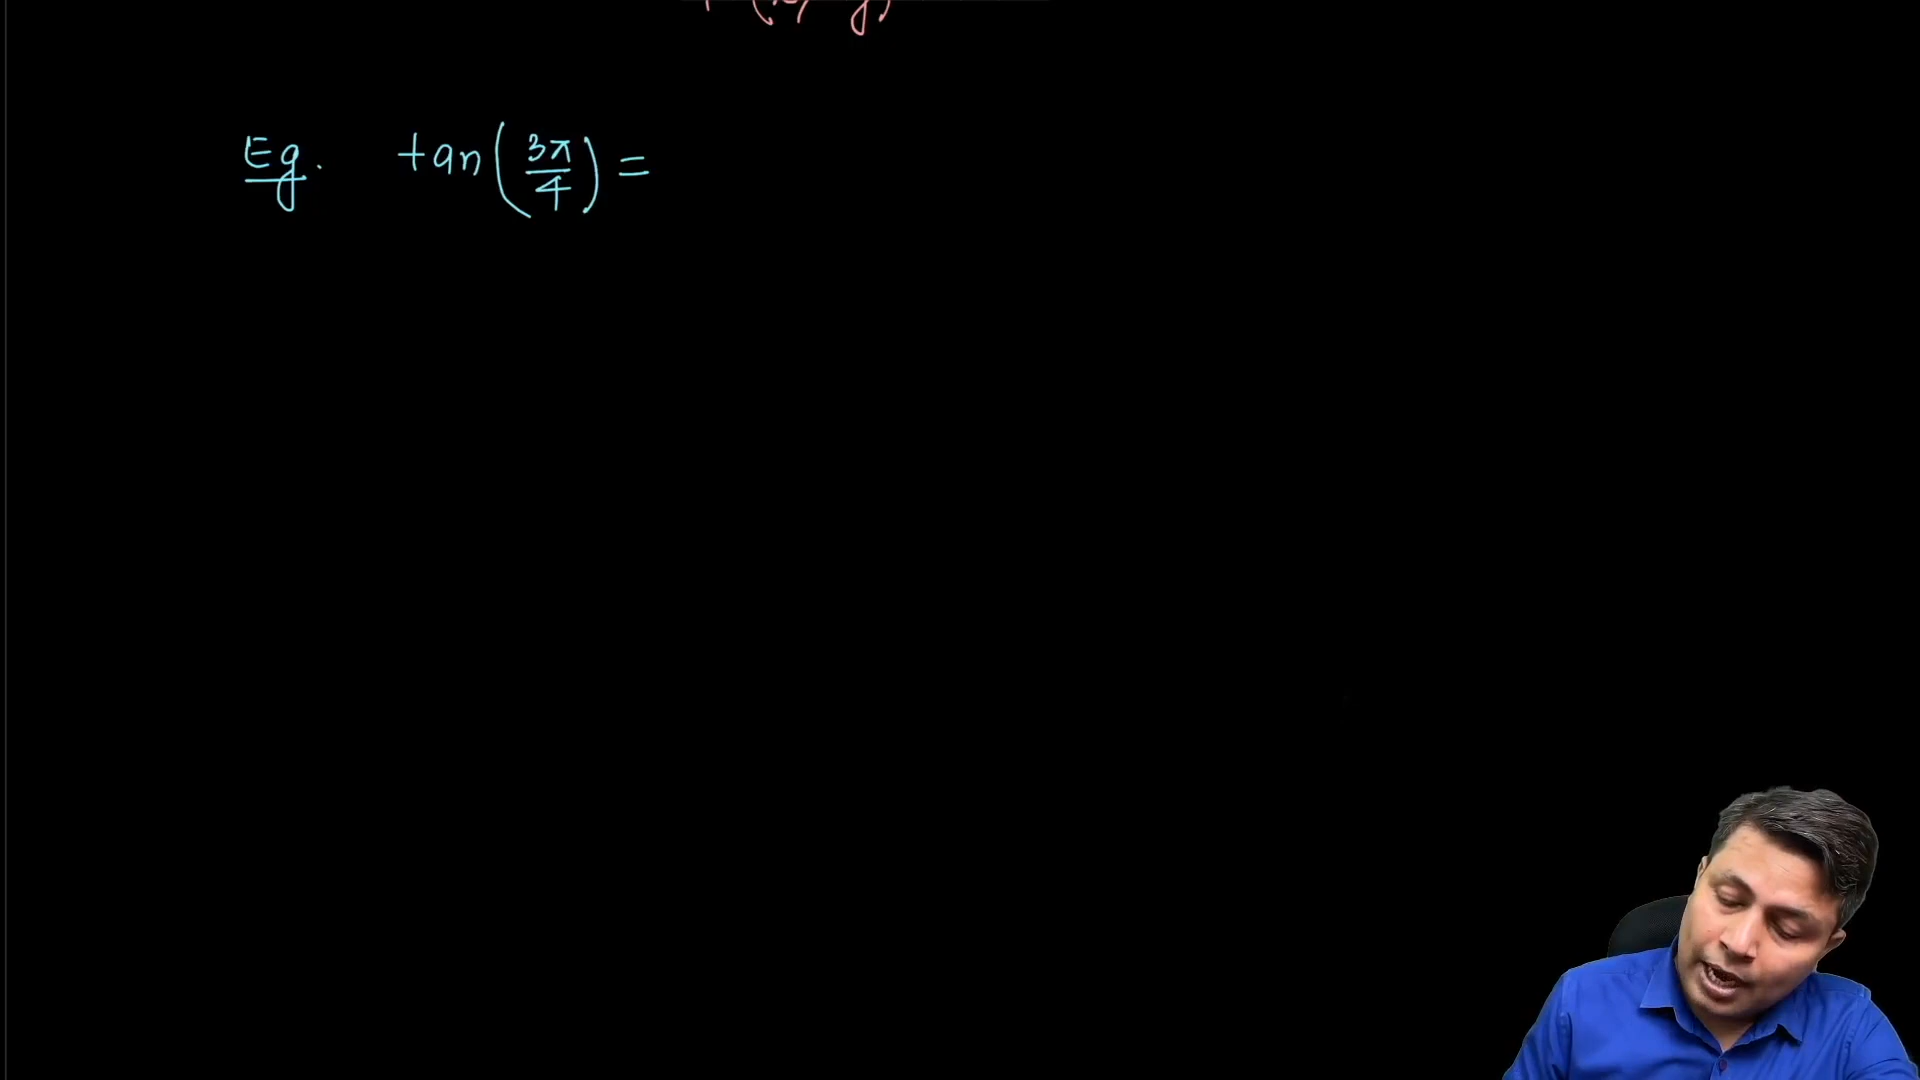 Eg. tan(3π/4) =